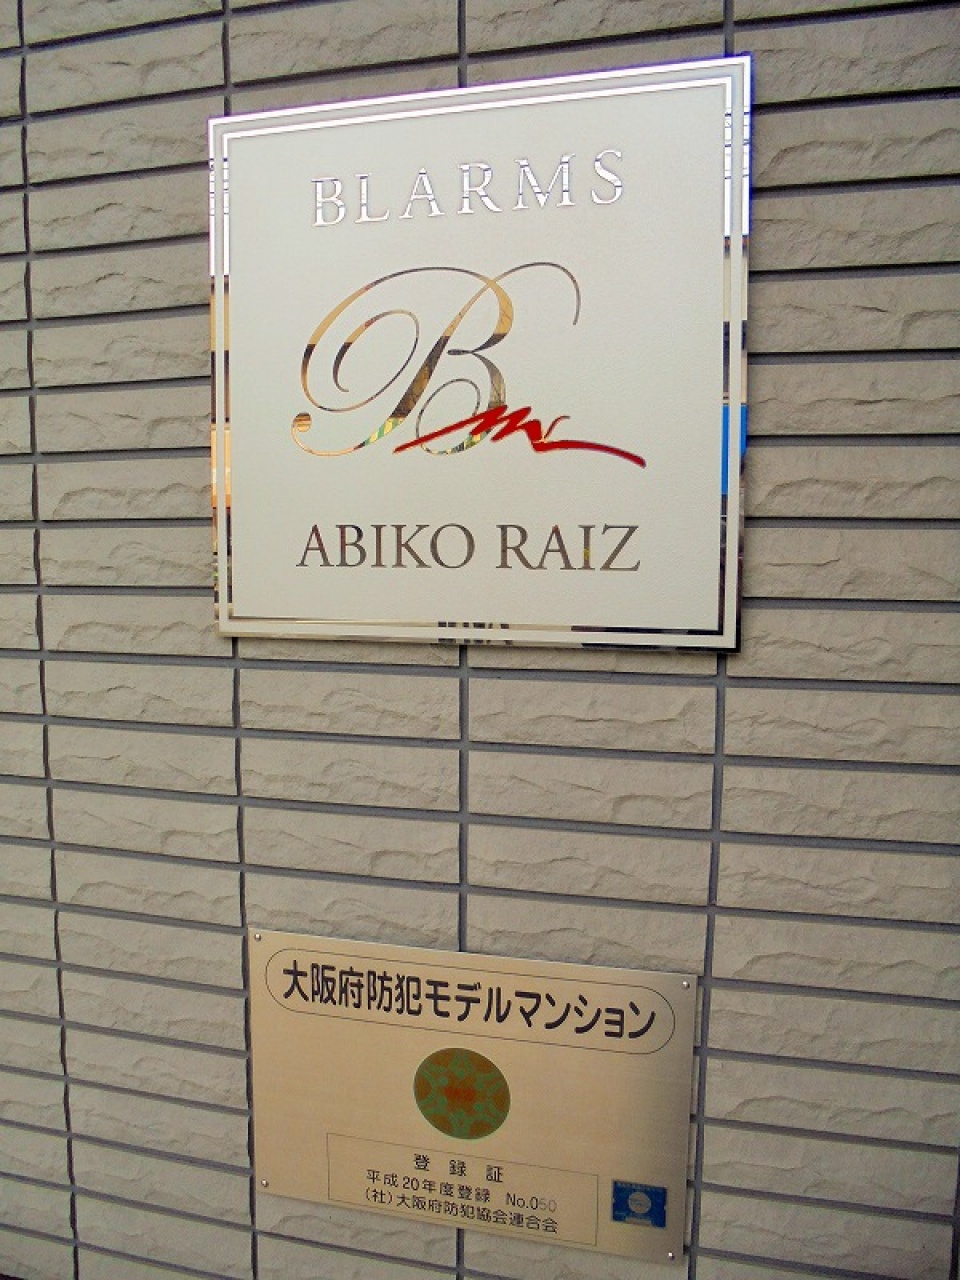 BLARMS
B
ABIKO RAIZ
大阪府防犯モデルマンション
登録証
平成20年度登録 No.050
(社)大阪府防犯協会連合会